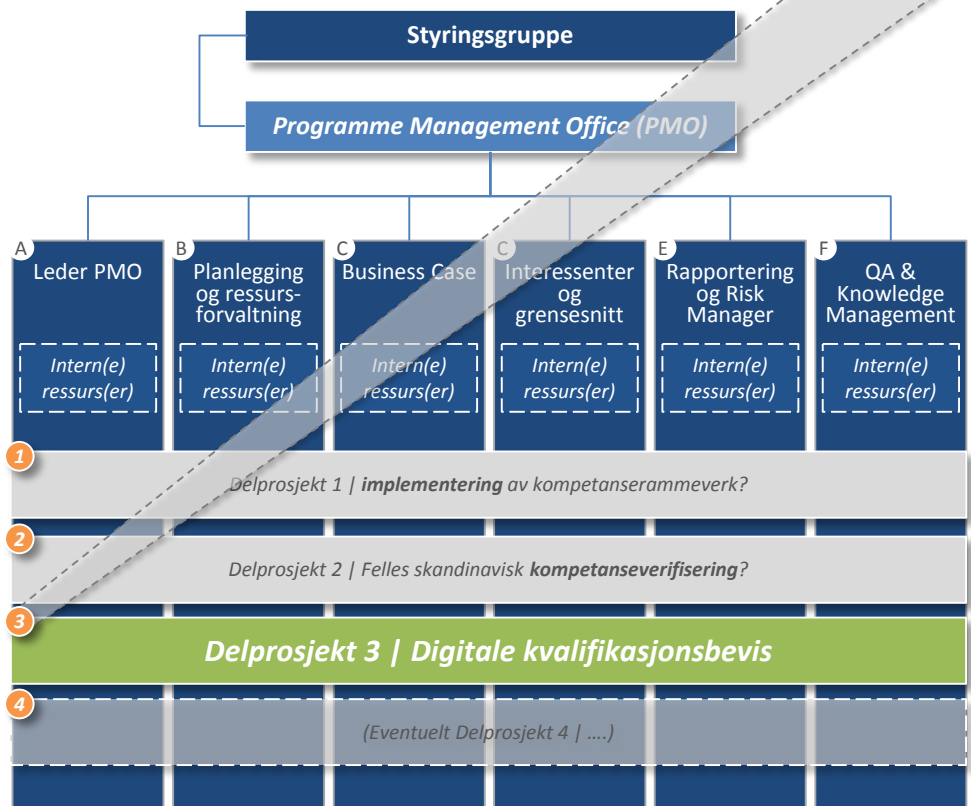 Styringsgruppe
Programme Management Office (PMO)
A
Leder PMO
Intern(e)
ressurs(er)
B
Planlegging
og ressurs-
forvaltning
Intern(e)
ressurs(er)
C
Business Case
Intern(e)
ressurs(er)
C
Interessenter
og
grensesnitt
Intern(e)
ressurs(er)
E
Rapportering
og Risk
Manager
Intern(e)
ressurs(er)
F
QA &
Knowledge
Management
Intern(e)
ressurs(er)
1
Delprosjekt 1 | implementering av kompetanserammeverk?
2
Delprosjekt 2 | Felles skandinavisk kompetanseverifisering?
3
Delprosjekt 3 | Digitale kvalifikasjonsbevis
4
(Eventuelt Delprosjekt 4 | ....)